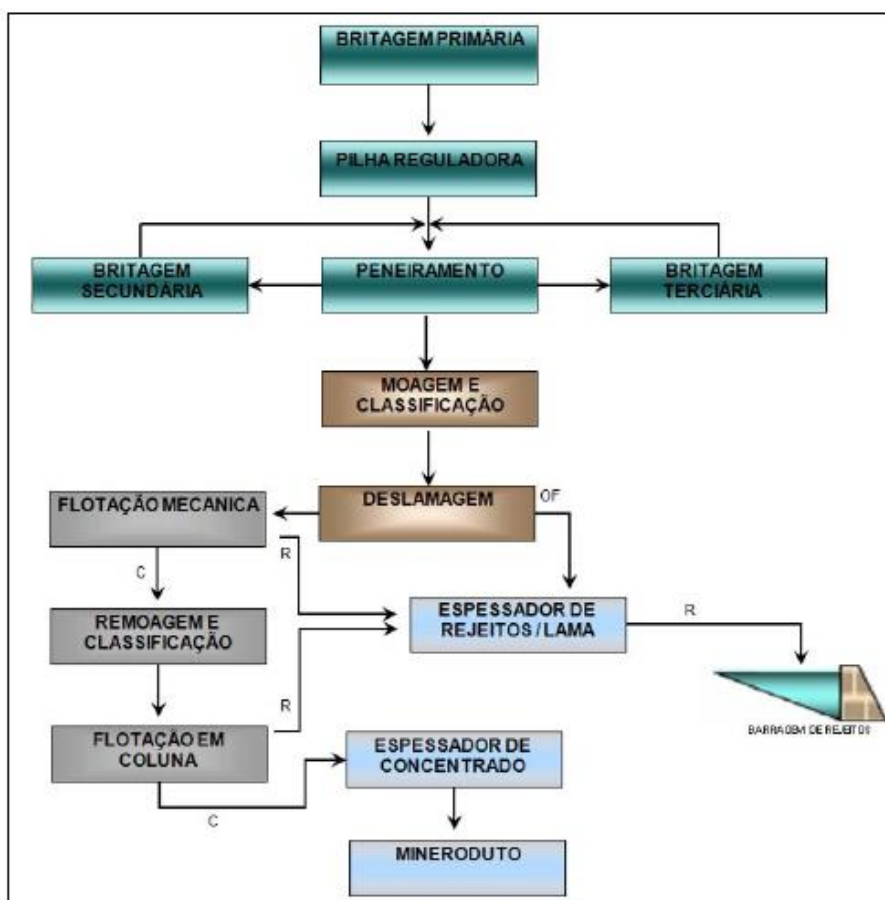 BRITAGEM PRIMÁRIA
PILHA REGULADORA
BRITAGEM
SECUNDÁRIA
PENEIRAMENTO
BRITAGEM
TERCIÁRIA
MOAGEM E
CLASSIFICAÇÃO
FLOTAÇÃO MECANICA
DESLAMAGEM
OF
R
C
REMOAGEM E
CLASSIFICAÇÃO
ESPESSADOR DE
REJEITOS / LAMA
R
R
FLOTAÇÃO EM
COLUNA
ESPESSADOR DE
CONCENTRADO
BARRAGEM DE REJEITOS
C
MINERODUTO